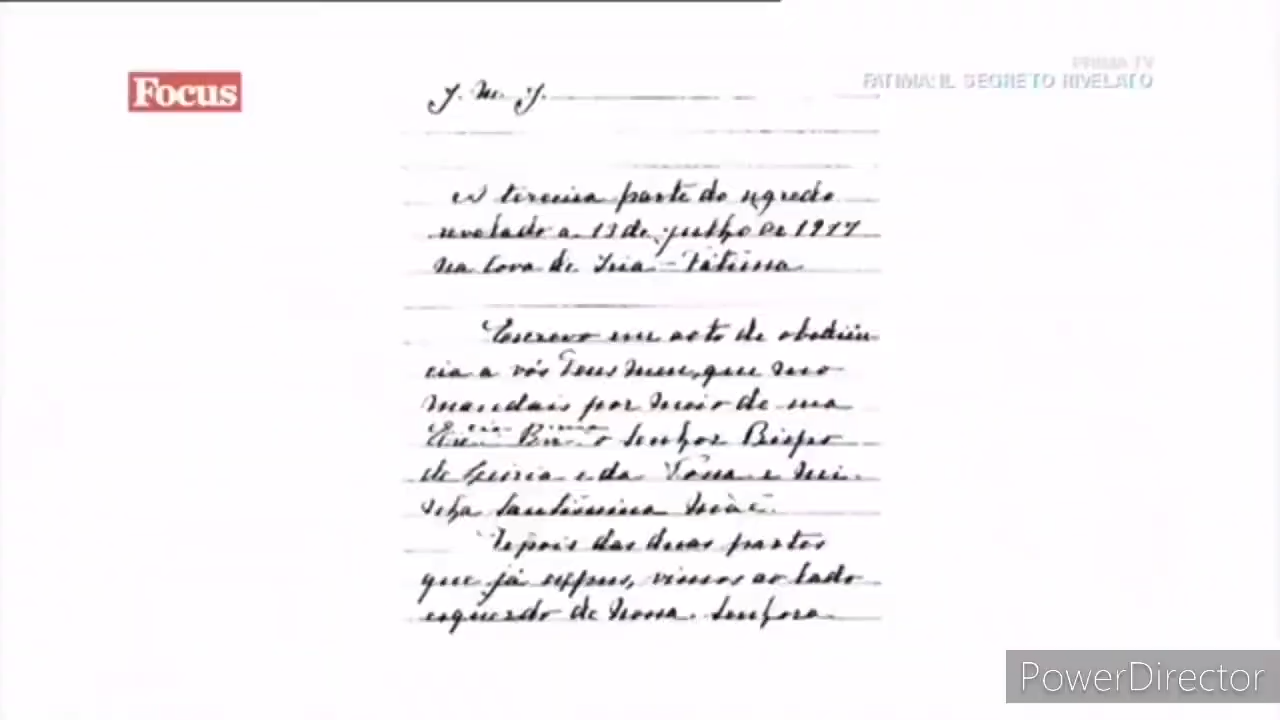 Focus
PRIMA TV
FATIMA: IL SEGRETO RIVELATO
J. M. J.
A terceira parte do segredo
revelado a 13 de julho de 1917
na Cova de Iria - Fátima
Escrevo em acto de obediên-
cia a vós Deus meu, que mo
mandais por meio de sua
Ex.cia Rev.ma o Senhor Bispo
de Leiria e da Vossa e mi-
nha Santíssima Mãe.
Depois das duas partes
que já expus, vimos ao lado
esquerdo de Nossa Senhora
PowerDirector